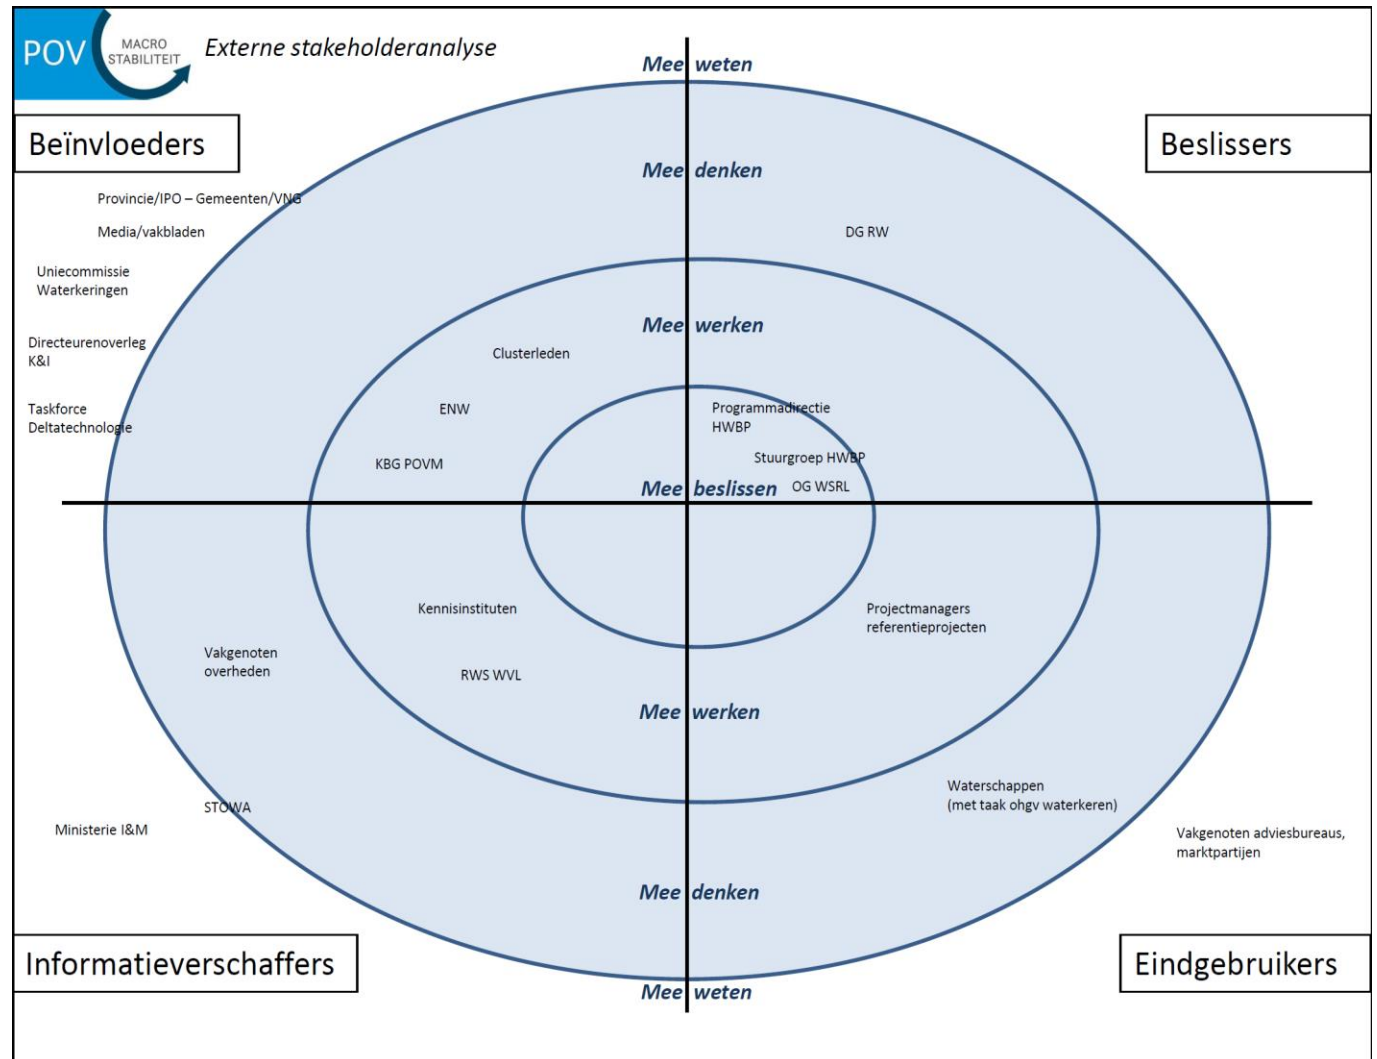 POV
MACRO
STABILITEIT
Externe stakeholderanalyse
Mee weten
Beïnvloeders
Beslissers
Mee denken
Provincie/IPO – Gemeenten/VNG
Media/vakbladen
DG RW
Uniecommissie
Waterkeringen
Mee werken
Directeurenoverleg
K&I
Clusterleden
Taskforce
Deltatechnologie
ENW
Programmadirectie
HWBP
KBG POVM
Stuurgroep HWBP
Mee beslissen
OG WSRL
Kennisinstituten
Projectmanagers
referentieprojecten
Vakgenoten
overheden
RWS WVL
Mee werken
Waterschappen
(met taak ohgv waterkeren)
STOWA
Ministerie I&M
Vakgenoten adviesbureaus,
marktpartijen
Mee denken
Informatieverschaffers
Eindgebruikers
Mee weten